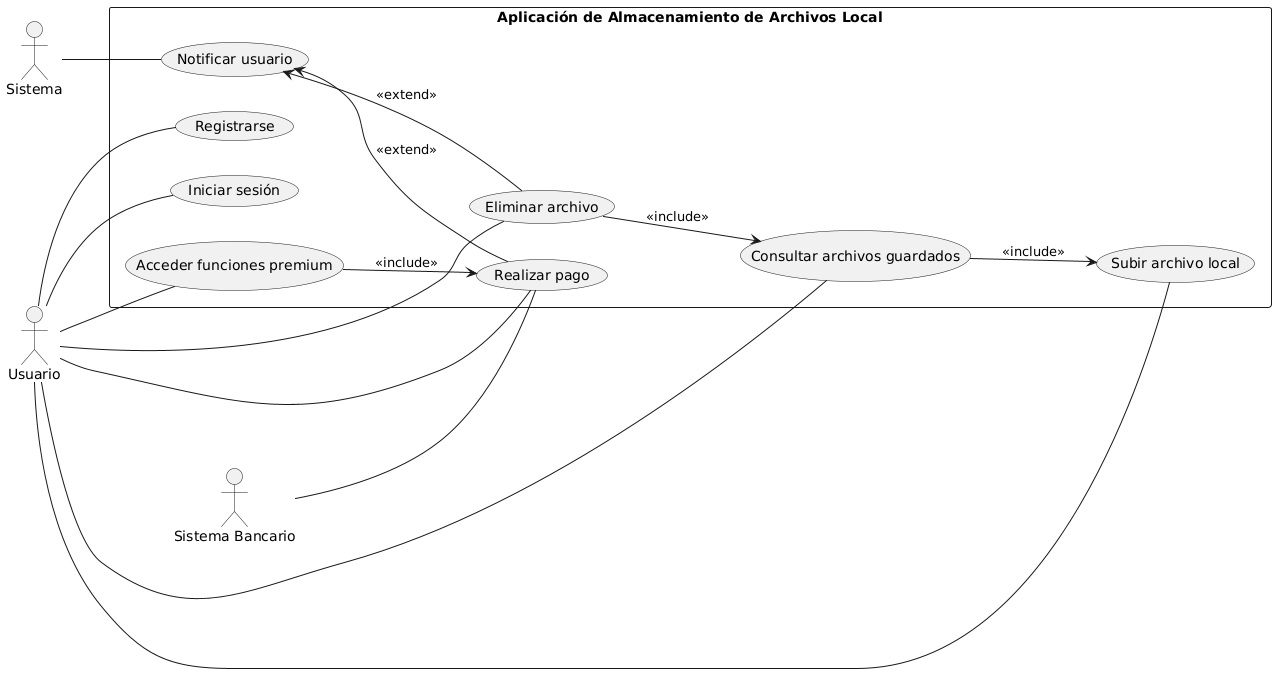 Aplicación de Almacenamiento de Archivos Local
Sistema
Notificar usuario
«extend»
Registrarse
«extend»
Iniciar sesión
Eliminar archivo
«include»
Consultar archivos guardados
«include»
Subir archivo local
Acceder funciones premium
«include»
Realizar pago
Usuario
Sistema Bancario